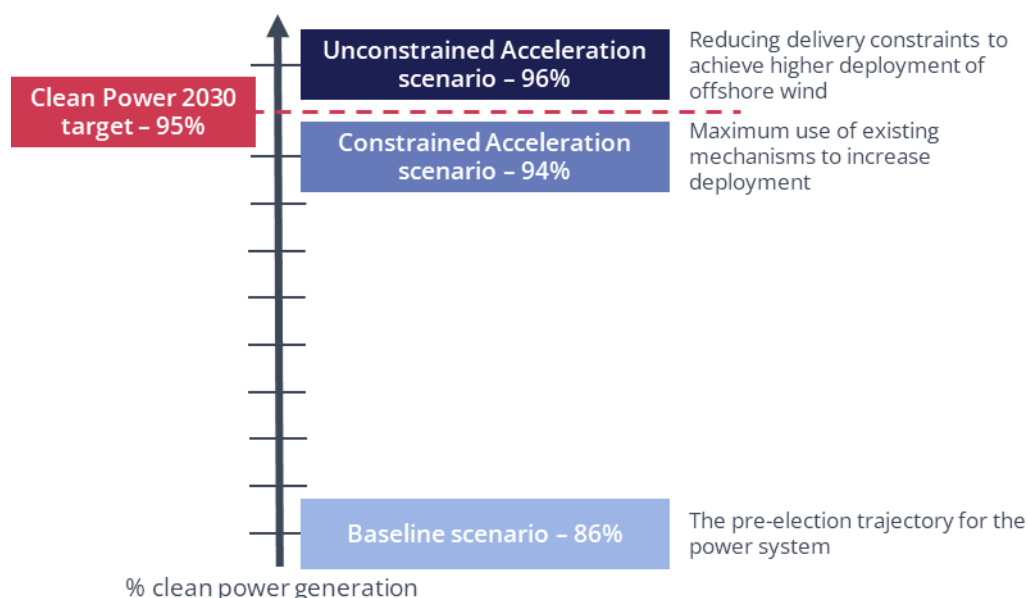 Unconstrained Acceleration
scenario – 96%
Reducing delivery constraints to
achieve higher deployment of
offshore wind
Clean Power 2030
target – 95%
Constrained Acceleration
scenario – 94%
Maximum use of existing
mechanisms to increase
deployment
Baseline scenario – 86%
The pre-election trajectory for the
power system
% clean power generation